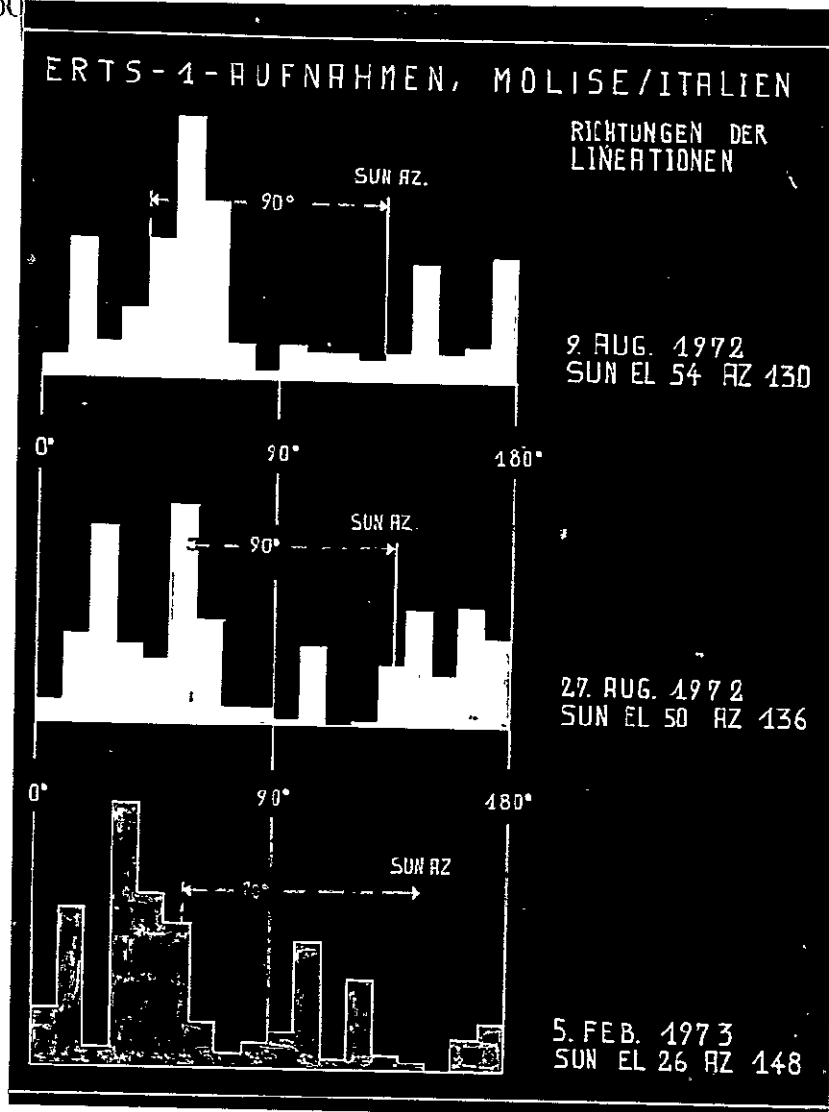 ERTS-1-AUFNAHMEN, MOLISE/ITALIEN
RICHTUNGEN DER
LINEATIONEN
SUN AZ.
90°
9. AUG. 1972
SUN EL 54 AZ 130
0° 90° 180°
SUN AZ.
90°
27. AUG. 1972
SUN EL 50 AZ 136
0° 90° 180°
SUN AZ
5. FEB. 1973
SUN EL 26 AZ 148